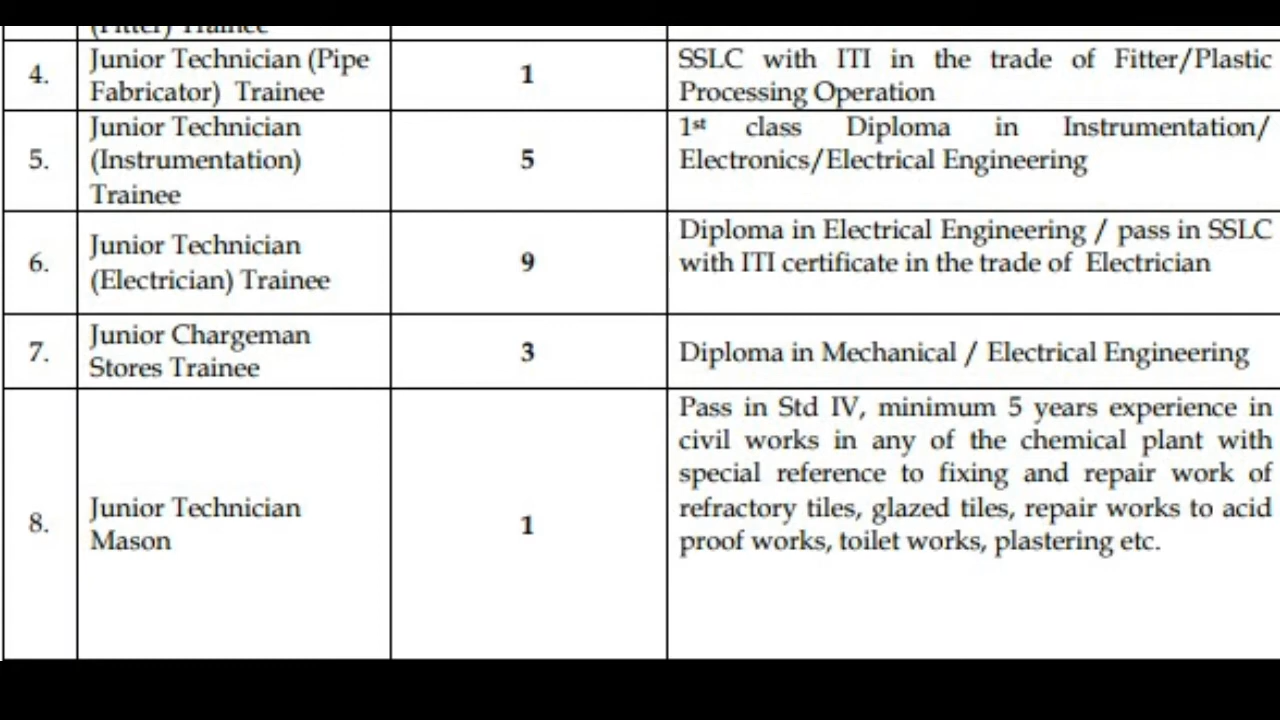 (Fitter) Trainee
4.
Junior Technician (Pipe
Fabricator) Trainee
1
SSLC with ITI in the trade of Fitter/Plastic
Processing Operation
5.
Junior Technician
(Instrumentation)
Trainee
5
1st class Diploma in Instrumentation/
Electronics/Electrical Engineering
6.
Junior Technician
(Electrician) Trainee
9
Diploma in Electrical Engineering / pass in SSLC
with ITI certificate in the trade of Electrician
7.
Junior Chargeman
Stores Trainee
3
Diploma in Mechanical / Electrical Engineering
8.
Junior Technician
Mason
1
Pass in Std IV, minimum 5 years experience in
civil works in any of the chemical plant with
special reference to fixing and repair work of
refractory tiles, glazed tiles, repair works to acid
proof works, toilet works, plastering etc.